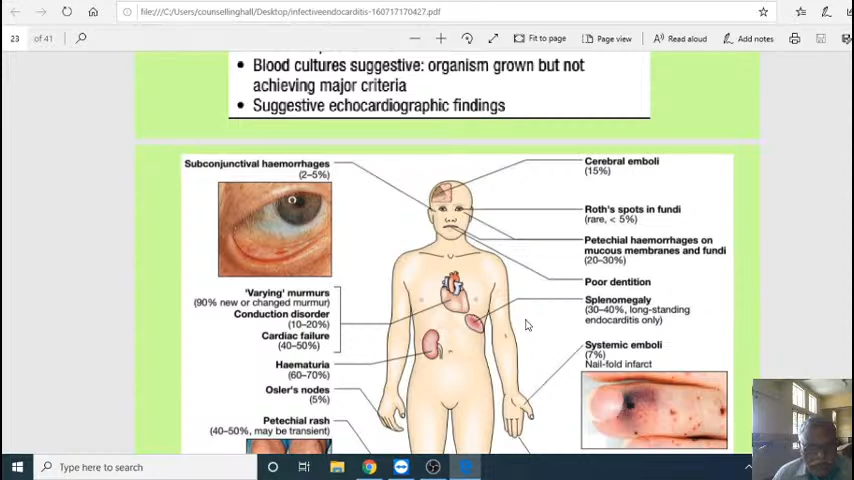 file:///C:/Users/counsellinghall/Desktop/infectiveendocarditis-160717170427.pdf
23 of 41
Fit to page
Page view
Read aloud
Add notes
• Blood cultures suggestive: organism grown but not
achieving major criteria
• Suggestive echocardiographic findings
Subconjunctival haemorrhages
(2–5%)
'Varying' murmurs
(90% new or changed murmur)
Conduction disorder
(10–20%)
Cardiac failure
(40–50%)
Haematuria
(60–70%)
Osler's nodes
(5%)
Petechial rash
(40–50%, may be transient)
Cerebral emboli
(15%)
Roth's spots in fundi
(rare, < 5%)
Petechial haemorrhages on
mucous membranes and fundi
(20–30%)
Poor dentition
Splenomegaly
(30–40%, long-standing
endocarditis only)
Systemic emboli
(7%)
Nail-fold infarct
Type here to search